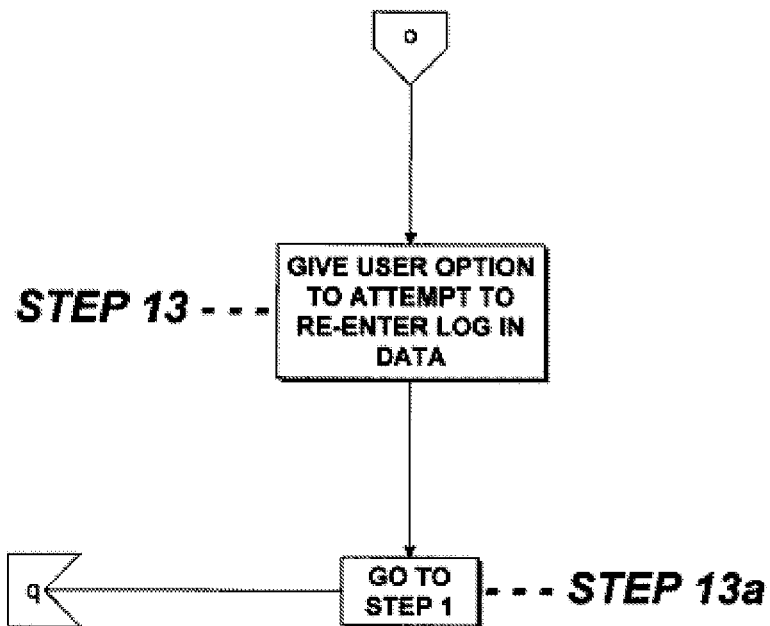 o
GIVE USER OPTION
TO ATTEMPT TO
RE-ENTER LOG IN
DATA
STEP 13 - - -
q
GO TO
STEP 1
- - - STEP 13a